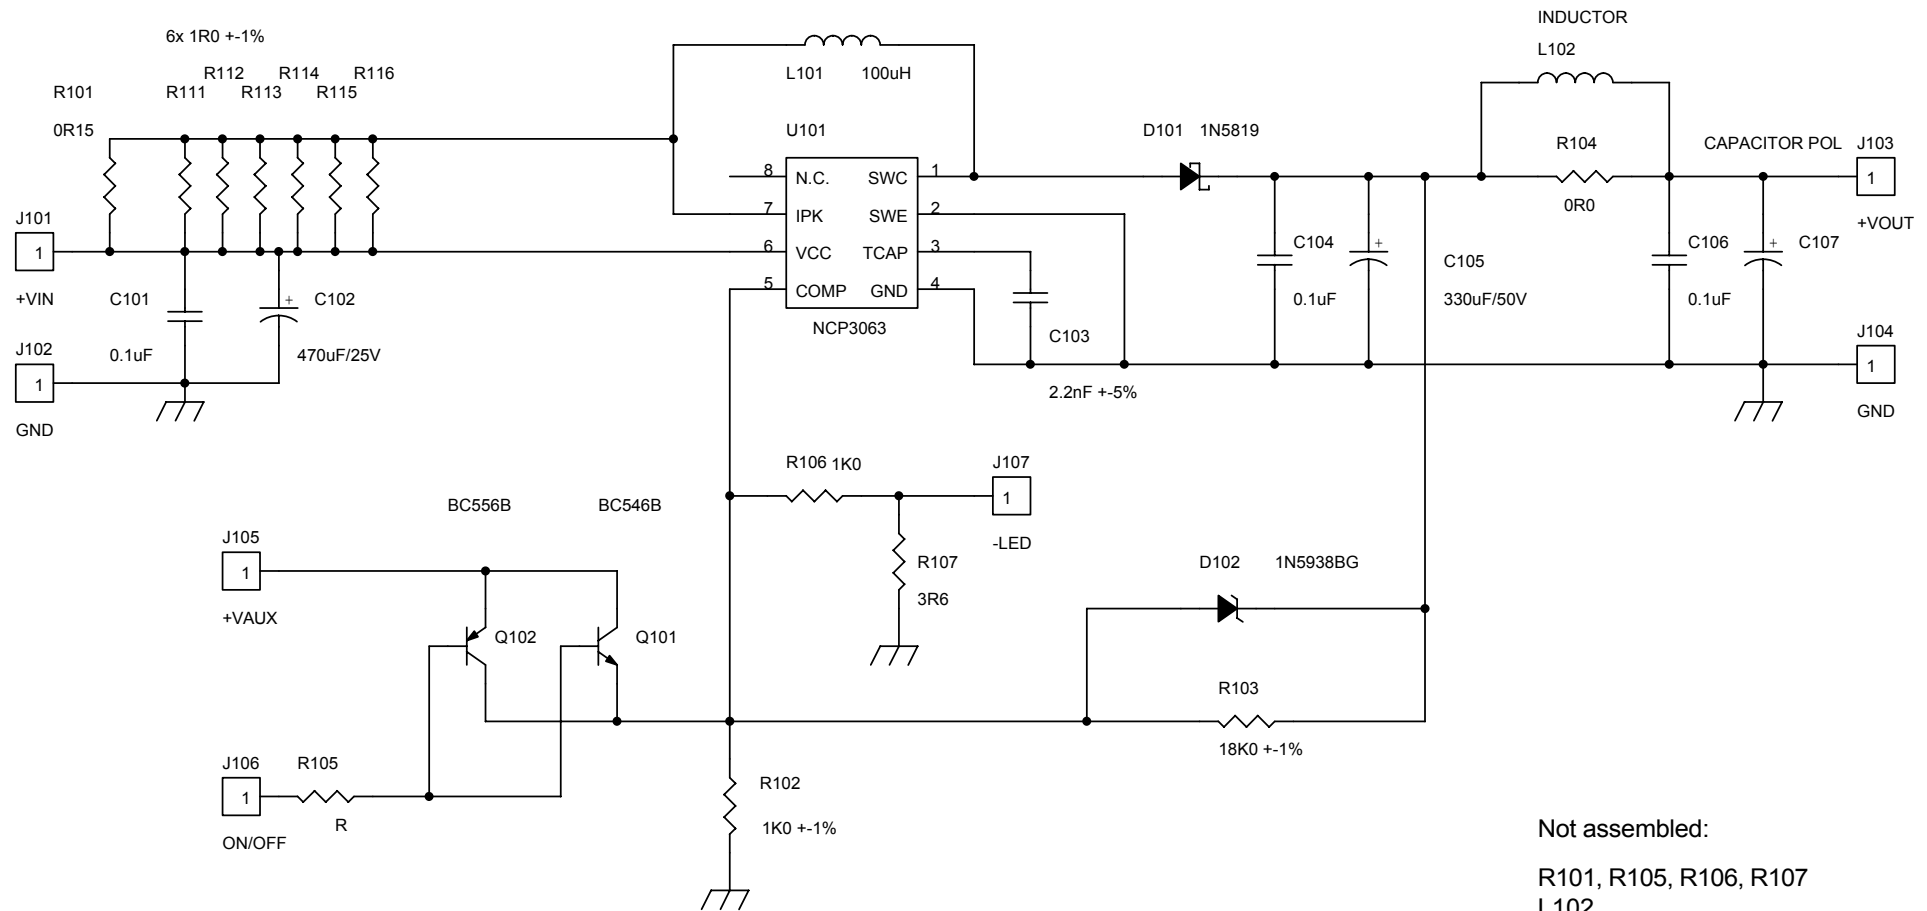 INDUCTOR
L102
6x 1R0 +-1%
R112 R114 R116
R101 R111 R113 R115
0R15
L101 100uH
U101
D101 1N5819
R104
0R0
CAPACITOR POL J103
1
+VOUT
8 N.C. SWC 1
7 IPK SWE 2
6 VCC TCAP 3
5 COMP GND 4
NCP3063
J101
1
+VIN
C101
0.1uF
+
C102
470uF/25V
J102
1
GND
C103
2.2nF +-5%
C104
0.1uF
+
C105
330uF/50V
C106
0.1uF
+
C107
J104
1
GND
R106 1K0
J107
1
-LED
R107
3R6
BC556B BC546B
J105
1
+VAUX
Q102 Q101
D102 1N5938BG
R103
18K0 +-1%
J106
1
ON/OFF
R105
R
R102
1K0 +-1%
Not assembled:
R101, R105, R106, R107
L102